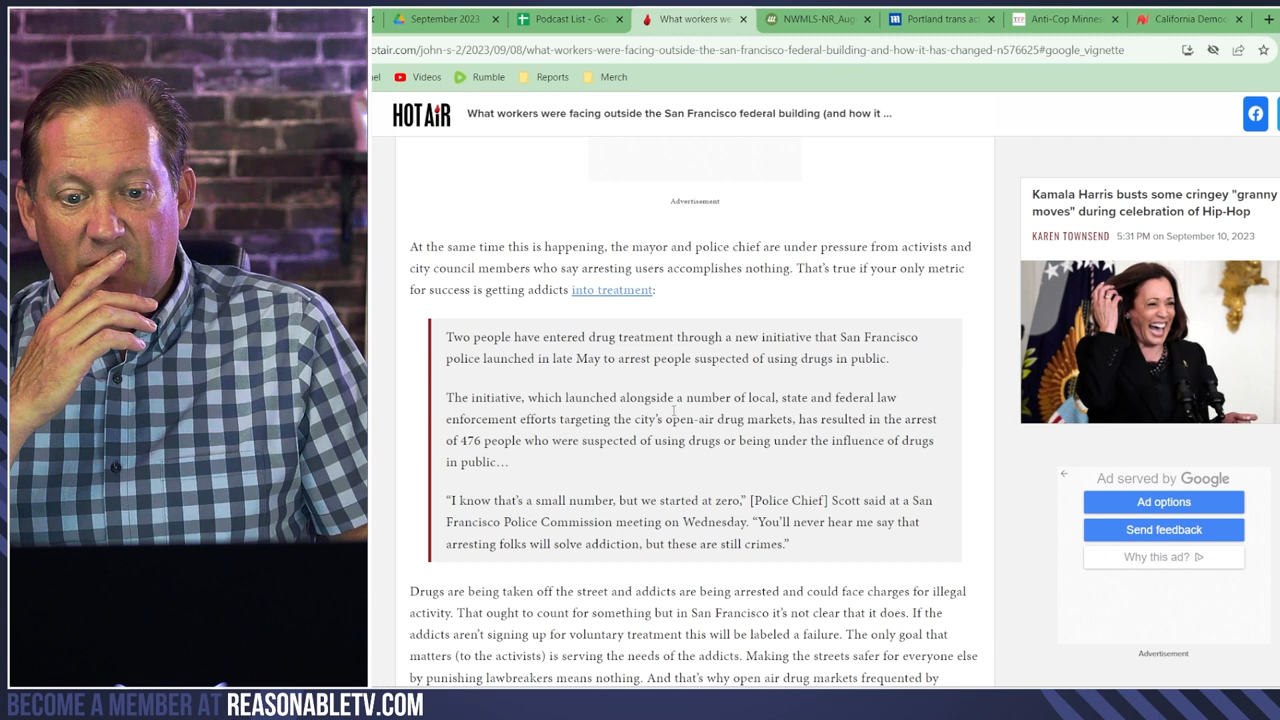 September 2023
Podcast List - Goo
What workers we
NWMLS-NR_Aug
Portland trans act
Anti-Cop Minnes
California Democ
otair.com/john-s-2/2023/09/08/what-workers-were-facing-outside-the-san-francisco-federal-building-and-how-it-has-changed-n576625#google_vignette
nel
Videos
Rumble
Reports
Merch
HOT AiR
What workers were facing outside the San Francisco federal building (and how it ...
Advertisement
At the same time this is happening, the mayor and police chief are under pressure from activists and
city council members who say arresting users accomplishes nothing. That's true if your only metric
for success is getting addicts into treatment:
Two people have entered drug treatment through a new initiative that San Francisco
police launched in late May to arrest people suspected of using drugs in public.
The initiative, which launched alongside a number of local, state and federal law
enforcement efforts targeting the city's open-air drug markets, has resulted in the arrest
of 476 people who were suspected of using drugs or being under the influence of drugs
in public…
“I know that's a small number, but we started at zero,” [Police Chief] Scott said at a San
Francisco Police Commission meeting on Wednesday. “You'll never hear me say that
arresting folks will solve addiction, but these are still crimes.”
Drugs are being taken off the street and addicts are being arrested and could face charges for illegal
activity. That ought to count for something but in San Francisco it's not clear that it does. If the
addicts aren't signing up for voluntary treatment this will be labeled a failure. The only goal that
matters (to the activists) is serving the needs of the addicts. Making the streets safer for everyone else
by punishing lawbreakers means nothing. And that's why open air drug markets frequented by
Kamala Harris busts some cringey "granny
moves" during celebration of Hip-Hop
KAREN TOWNSEND 5:31 PM on September 10, 2023
Ad served by Google
Ad options
Send feedback
Why this ad?
Advertisement
BECOME A MEMBER AT REASONABLETV.COM